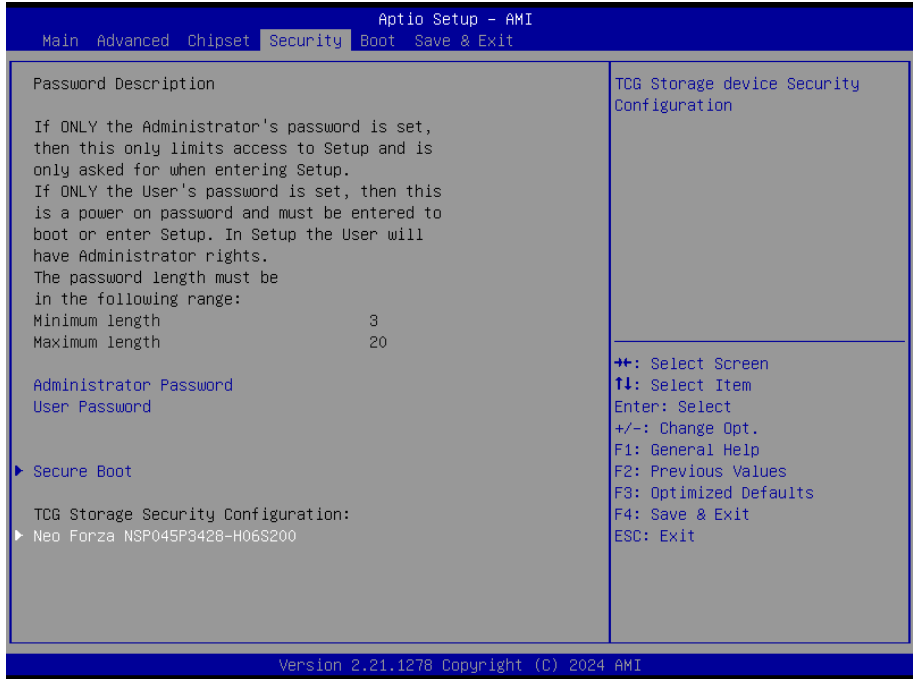 Aptio Setup – AMI
Main Advanced Chipset Security Boot Save & Exit
Password Description
If ONLY the Administrator's password is set,
then this only limits access to Setup and is
only asked for when entering Setup.
If ONLY the User's password is set, then this
is a power on password and must be entered to
boot or enter Setup. In Setup the User will
have Administrator rights.
The password length must be
in the following range:
Minimum length 3
Maximum length 20
Administrator Password
User Password
Secure Boot
TCG Storage Security Configuration:
Neo Forza NSP045P3428-H06S200
TCG Storage device Security
Configuration
→←: Select Screen
↑↓: Select Item
Enter: Select
+/-: Change Opt.
F1: General Help
F2: Previous Values
F3: Optimized Defaults
F4: Save & Exit
ESC: Exit
Version 2.21.1278 Copyright (C) 2024 AMI